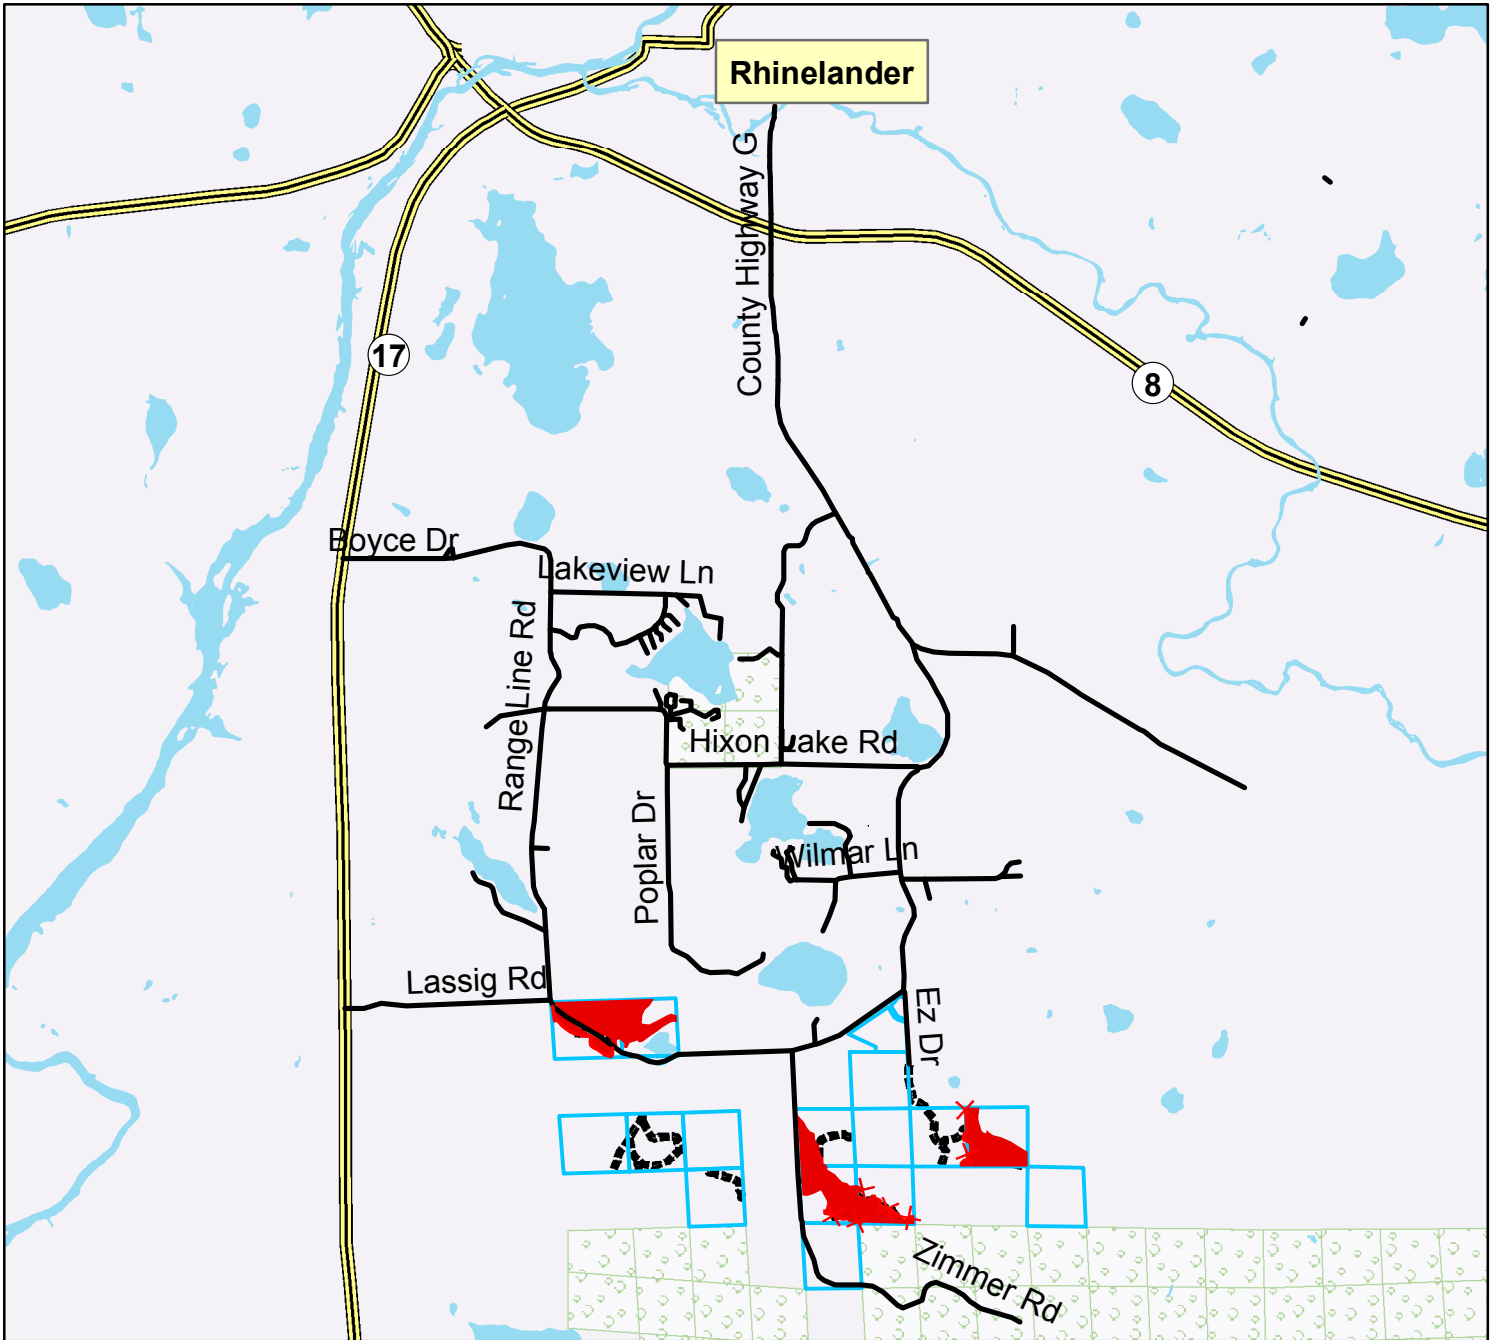 Rhinelander
County Highway G
17
8
Boyce Dr
Lakeview Ln
Range Line Rd
Hixon Lake Rd
Poplar Dr
Wilmar Ln
Lassig Rd
Ez Dr
Zimmer Rd